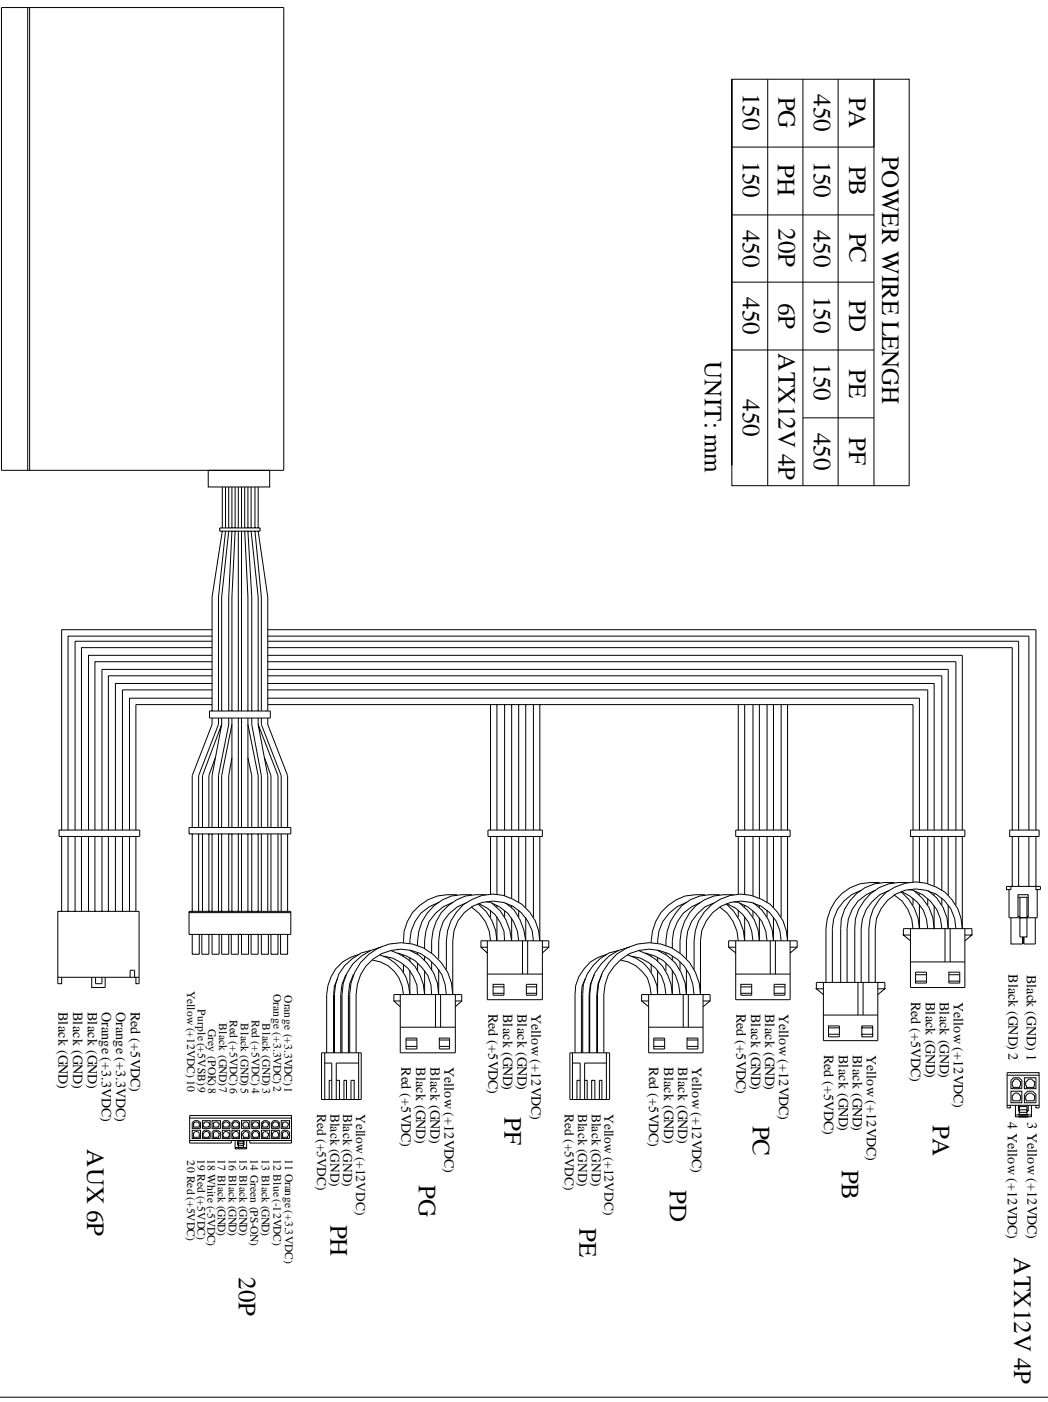 POWER WIRE LENGH
PA PB PC PD PE PF
450 150 450 150 150 450
PG PH 20P 6P ATX12V 4P
150 150 450 450 450
UNIT: mm
Black (GND) 1
Black (GND) 2
3 Yellow (+12VDC)
4 Yellow (+12VDC)
ATX12V 4P
Yellow (+12VDC)
Black (GND)
Black (GND)
Red (+5VDC)
PA
Yellow (+12VDC)
Black (GND)
Black (GND)
Red (+5VDC)
PB
Yellow (+12VDC)
Black (GND)
Black (GND)
Red (+5VDC)
PC
Yellow (+12VDC)
Black (GND)
Black (GND)
Red (+5VDC)
PD
Yellow (+12VDC)
Black (GND)
Black (GND)
Red (+5VDC)
PE
Yellow (+12VDC)
Black (GND)
Black (GND)
Red (+5VDC)
PF
Yellow (+12VDC)
Black (GND)
Black (GND)
Red (+5VDC)
PG
Yellow (+12VDC)
Black (GND)
Black (GND)
Red (+5VDC)
PH
Orange (+3.3VDC) 1
Orange (+3.3VDC) 2
Black (GND) 3
Red (+5VDC) 4
Black (GND) 5
Red (+5VDC) 6
Black (GND) 7
Grey (POK) 8
Purple (+5VSB) 9
Yellow (+12VDC) 10
11 Orange (+3.3VDC)
12 Blue (-12VDC)
13 Black (GND)
14 Green (PS-ON)
15 Black (GND)
16 Black (GND)
17 Black (GND)
18 White (-5VDC)
19 Red (+5VDC)
20 Red (+5VDC)
20P
Red (+5VDC)
Orange (+3.3VDC)
Orange (+3.3VDC)
Black (GND)
Black (GND)
Black (GND)
AUX 6P